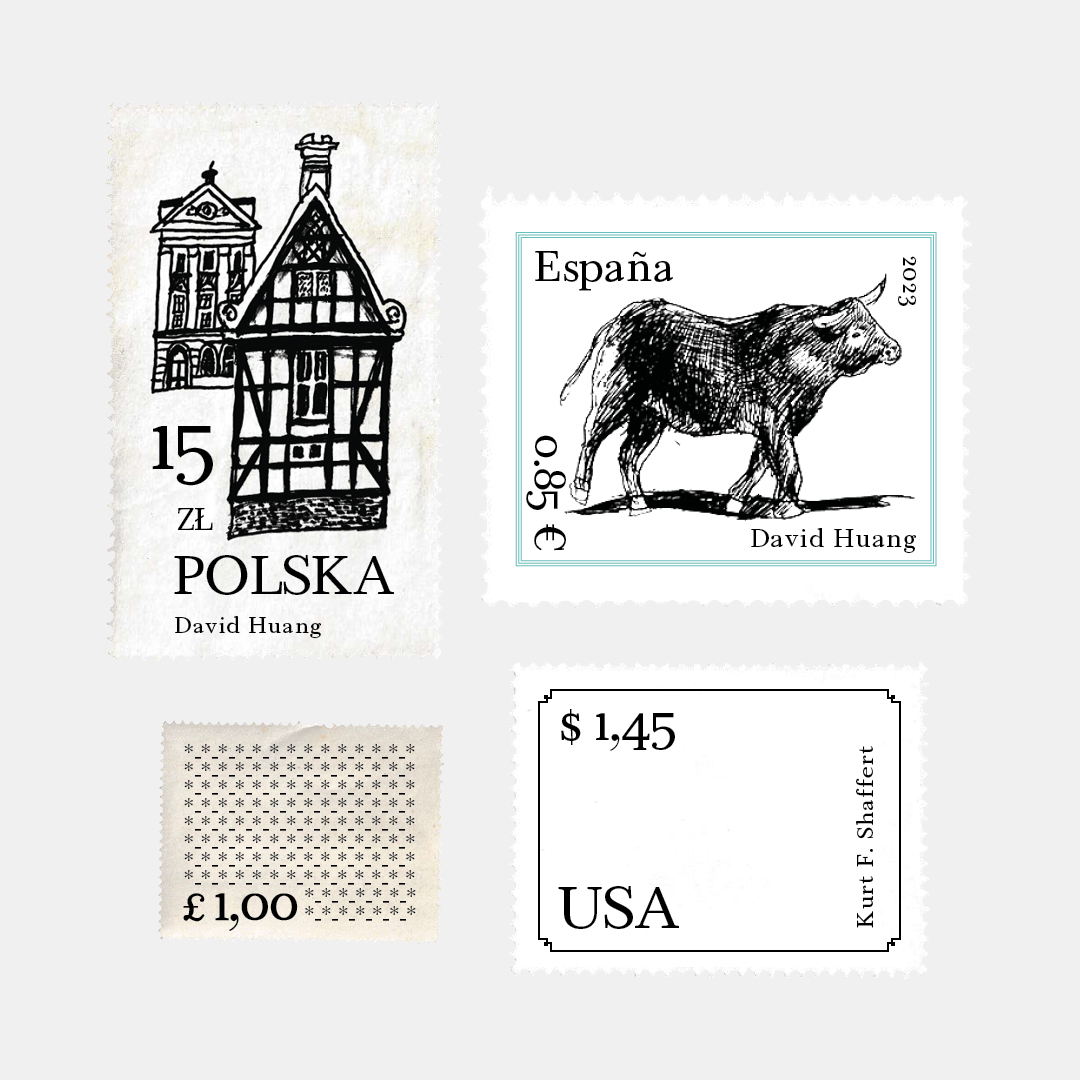 15
ZŁ
POLSKA
David Huang
España
2023
0.85 €
David Huang
£ 1,00
$ 1,45
Kurt F. Shaffert
USA